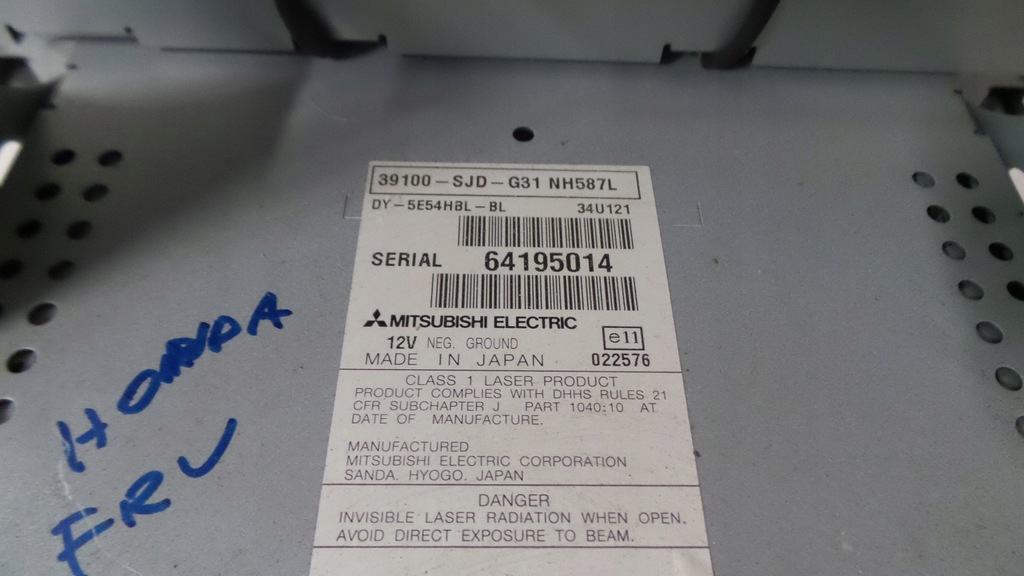 39100-SJD-G31 NH587L
DY-5E54HBL-BL 34U121
SERIAL 64195014
MITSUBISHI ELECTRIC
12V NEG. GROUND e11
MADE IN JAPAN 022576
CLASS 1 LASER PRODUCT
PRODUCT COMPLIES WITH DHHS RULES 21
CFR SUBCHAPTER J PART 1040:10 AT
DATE OF MANUFACTURE.
MANUFACTURED
MITSUBISHI ELECTRIC CORPORATION
SANDA. HYOGO. JAPAN
DANGER
INVISIBLE LASER RADIATION WHEN OPEN.
AVOID DIRECT EXPOSURE TO BEAM.
HONDA
FRV